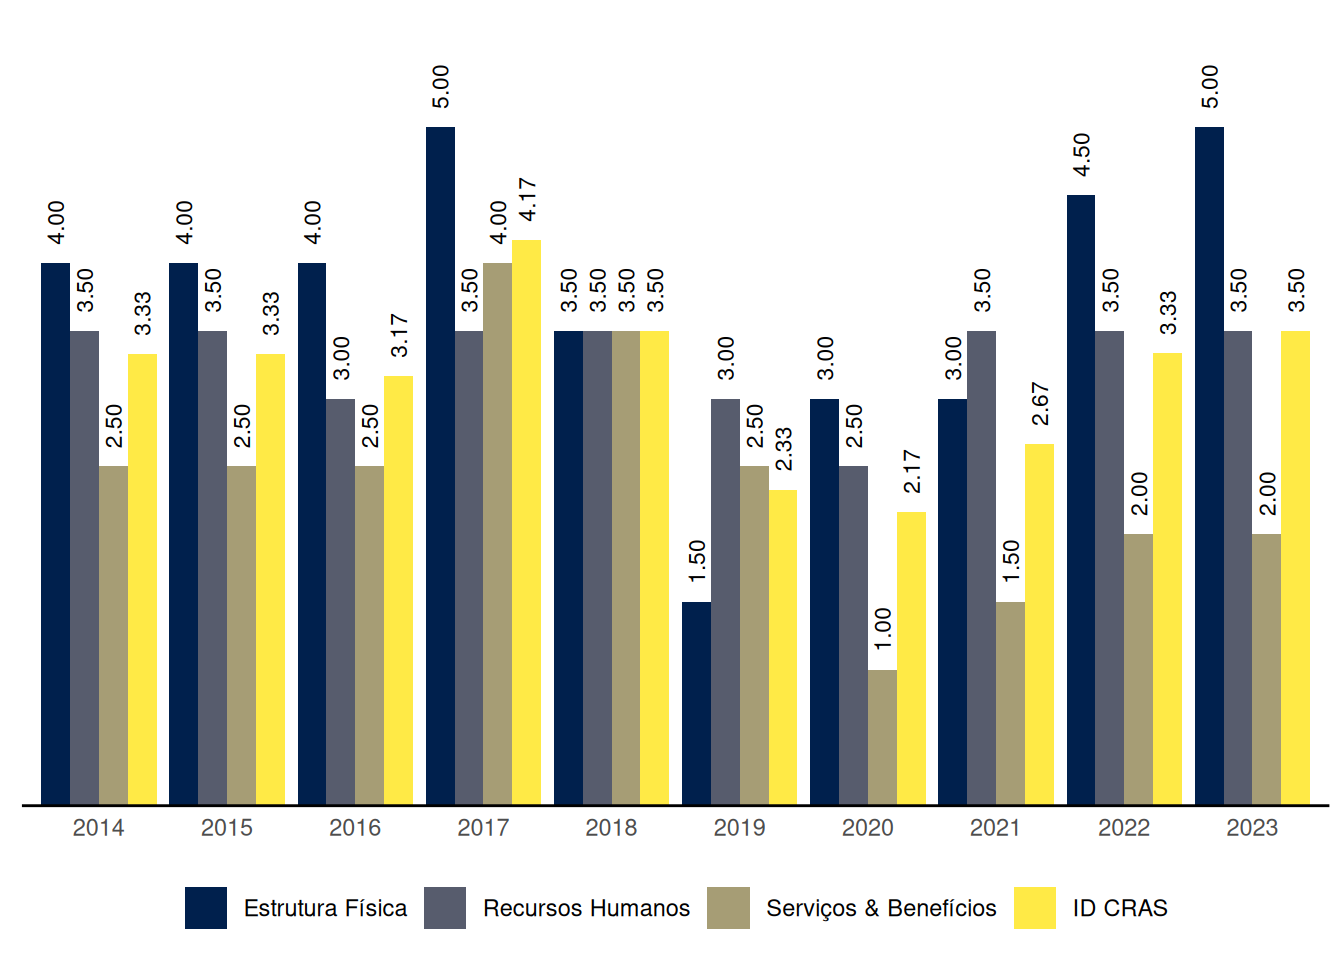 4.00 3.50 2.50 3.33 4.00 3.50 2.50 3.33 4.00 3.00 2.50 3.17 5.00 3.50 4.00 4.17 3.50 3.50 3.50 3.50 1.50 3.00 2.50 2.33 3.00 2.50 1.00 2.17 3.00 3.50 1.50 2.67 4.50 3.50 2.00 3.33 5.00 3.50 2.00 3.50
2014 2015 2016 2017 2018 2019 2020 2021 2022 2023
Estrutura Física Recursos Humanos Serviços & Benefícios ID CRAS